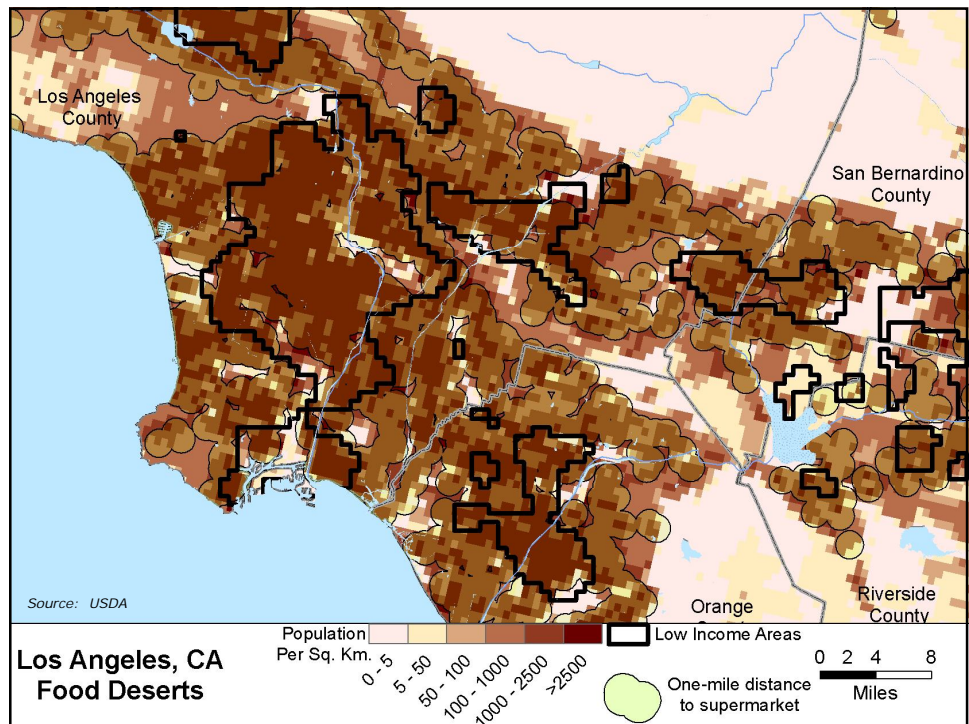 Los Angeles
County
San Bernardino
County
Riverside
County
Orange
Source: USDA
Los Angeles, CA
Food Deserts
Population
Per Sq. Km.
0 - 5
5 - 50
50 - 100
100 - 1000
1000 - 2500
>2500
Low Income Areas
One-mile distance
to supermarket
0 2 4 8
Miles